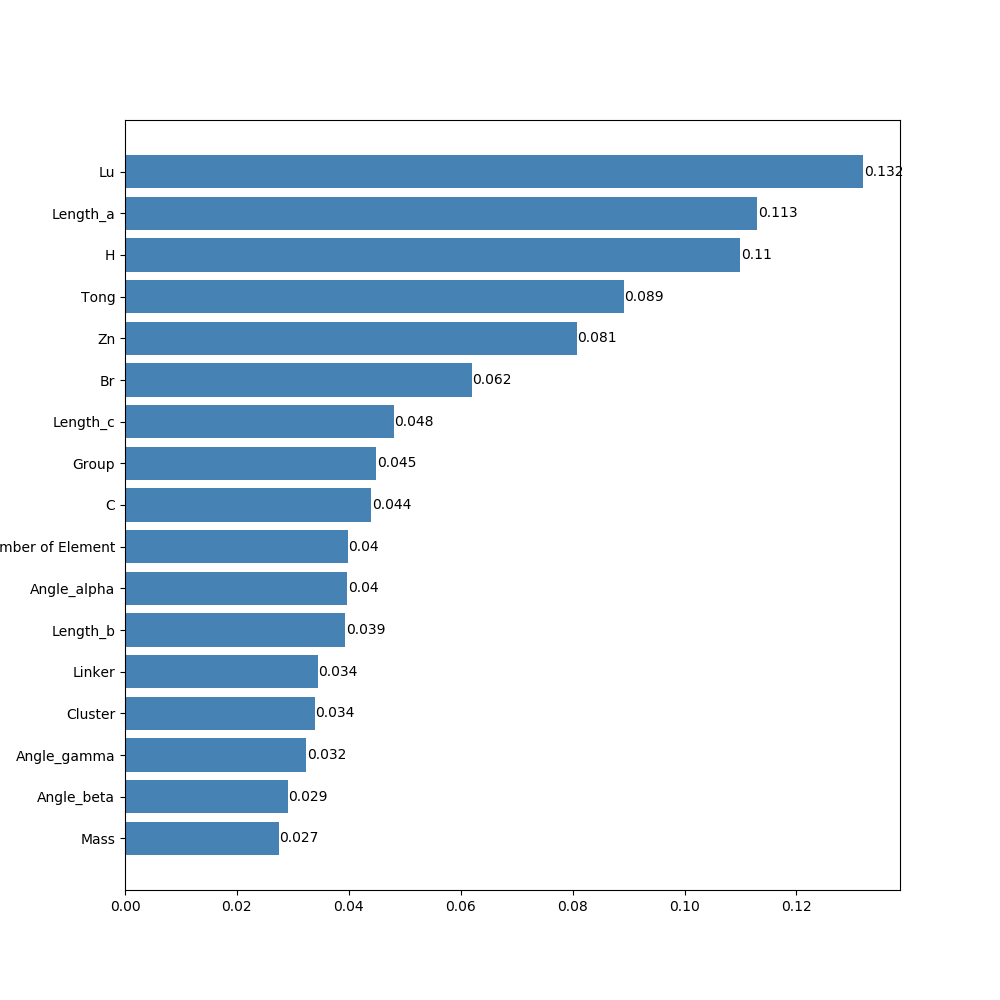 Lu 0.132
Length_a 0.113
H 0.11
Tong 0.089
Zn 0.081
Br 0.062
Length_c 0.048
Group 0.045
C 0.044
mber of Element 0.04
Angle_alpha 0.04
Length_b 0.039
Linker 0.034
Cluster 0.034
Angle_gamma 0.032
Angle_beta 0.029
Mass 0.027
0.00 0.02 0.04 0.06 0.08 0.10 0.12